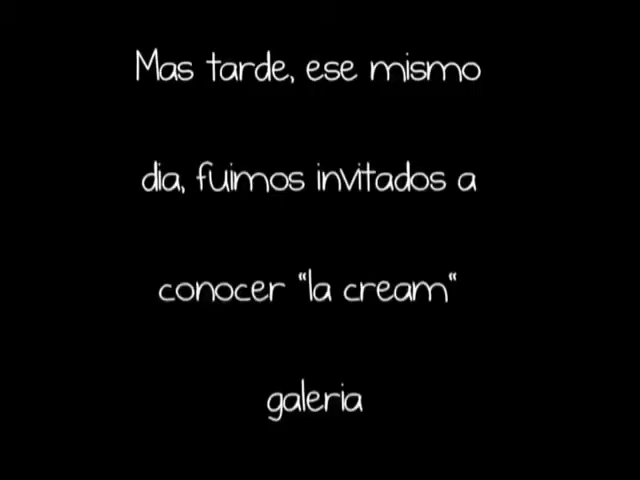 Mas tarde, ese mismo
dia, fuimos invitados a
conocer "la cream"
galeria